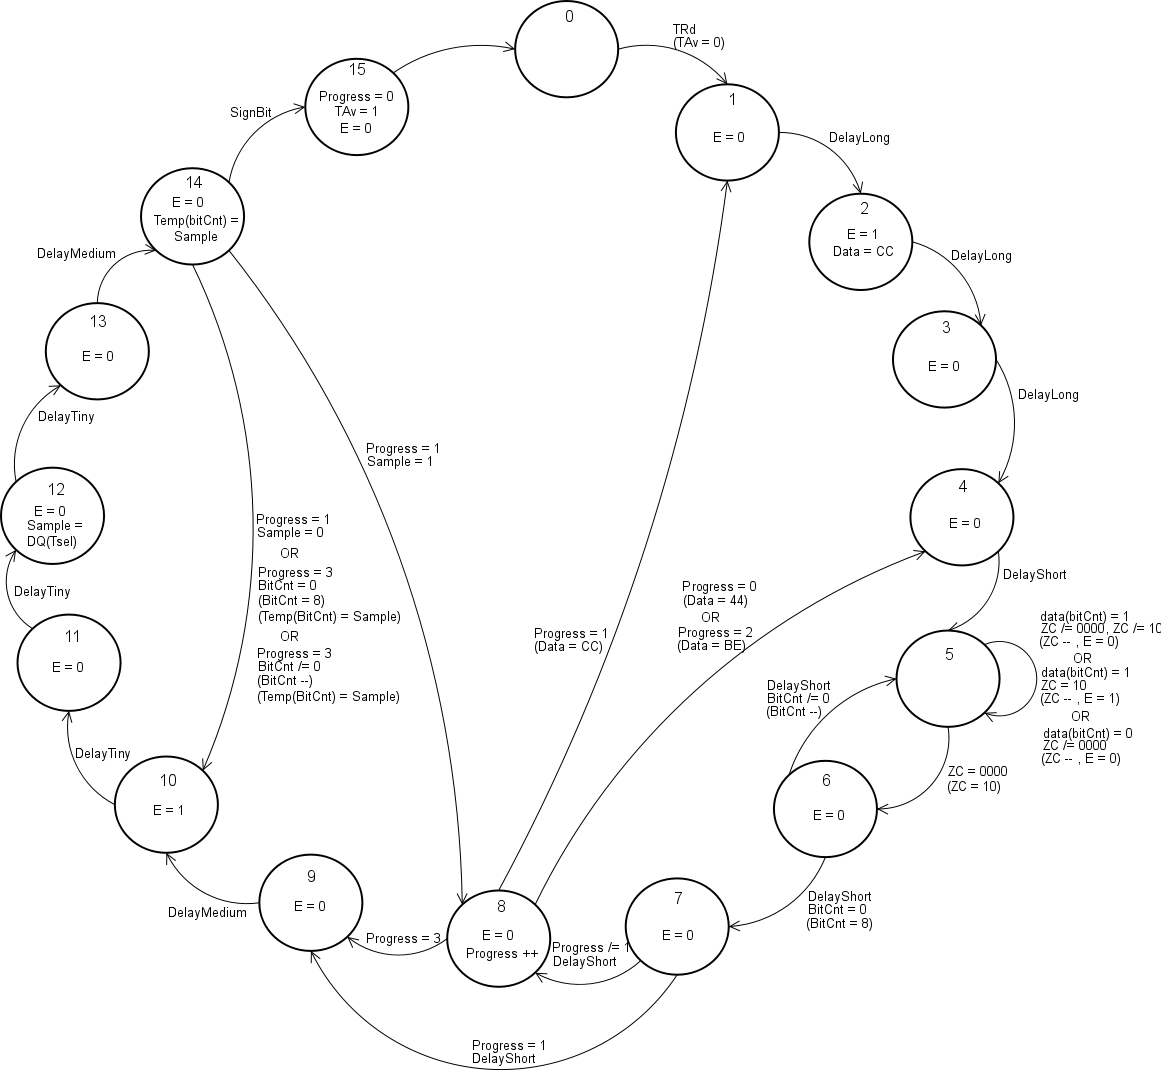 0
TRd
(TAv = 0)
15
Progress = 0
TAv = 1
E = 0
1
E = 0
SignBit
DelayLong
14
E = 0
Temp(bitCnt) =
Sample
2
E = 1
Data = CC
DelayMedium
DelayLong
13
E = 0
3
E = 0
DelayTiny
DelayLong
Progress = 1
Sample = 1
12
E = 0
Sample =
DQ(Tsel)
4
E = 0
Progress = 1
Sample = 0
OR
Progress = 3
BitCnt = 0
(BitCnt = 8)
(Temp(BitCnt) = Sample)
OR
Progress = 3
BitCnt /= 0
(BitCnt --)
(Temp(BitCnt) = Sample)
DelayTiny
DelayShort
Progress = 0
(Data = 44)
OR
Progress = 2
(Data = BE)
Progress = 1
(Data = CC)
data(bitCnt) = 1
ZC /= 0000, ZC /= 10
(ZC -- , E = 0)
OR
data(bitCnt) = 1
ZC = 10
(ZC -- , E = 1)
OR
data(bitCnt) = 0
ZC /= 0000
(ZC -- , E = 0)
11
E = 0
5
DelayShort
BitCnt /= 0
(BitCnt --)
DelayTiny
ZC = 0000
(ZC = 10)
10
E = 1
6
E = 0
DelayMedium
9
E = 0
DelayShort
BitCnt = 0
(BitCnt = 8)
8
E = 0
Progress ++
7
E = 0
Progress = 3
Progress /= 1
DelayShort
Progress = 1
DelayShort